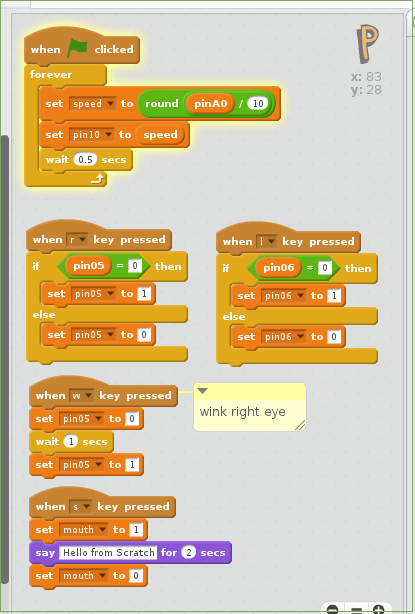 when clicked
forever
set speed to round pinA0 / 10
set pin10 to speed
wait 0.5 secs
x: 83
y: 28
when r key pressed
if pin05 = 0 then
set pin05 to 1
else
set pin05 to 0
when l key pressed
if pin06 = 0 then
set pin06 to 1
else
set pin06 to 0
when w key pressed
set pin05 to 0
wait 1 secs
set pin05 to 1
wink right eye
when s key pressed
set mouth to 1
say Hello from Scratch for 2 secs
set mouth to 0